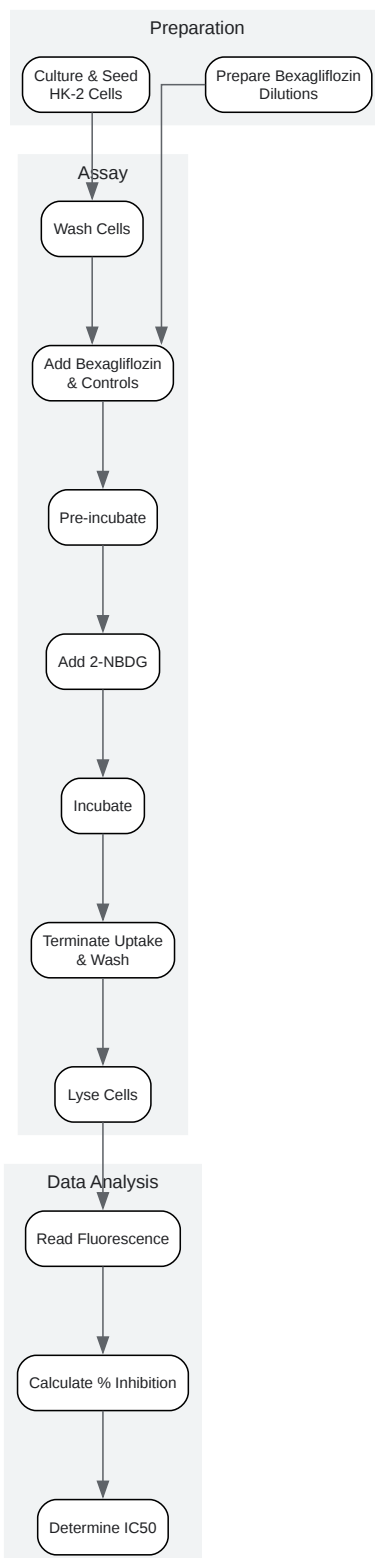 Preparation
Culture & Seed
HK-2 Cells
Prepare Bexagliflozin
Dilutions
Assay
Wash Cells
Add Bexagliflozin
& Controls
Pre-incubate
Add 2-NBDG
Incubate
Terminate Uptake
& Wash
Lyse Cells
Data Analysis
Read Fluorescence
Calculate % Inhibition
Determine IC50